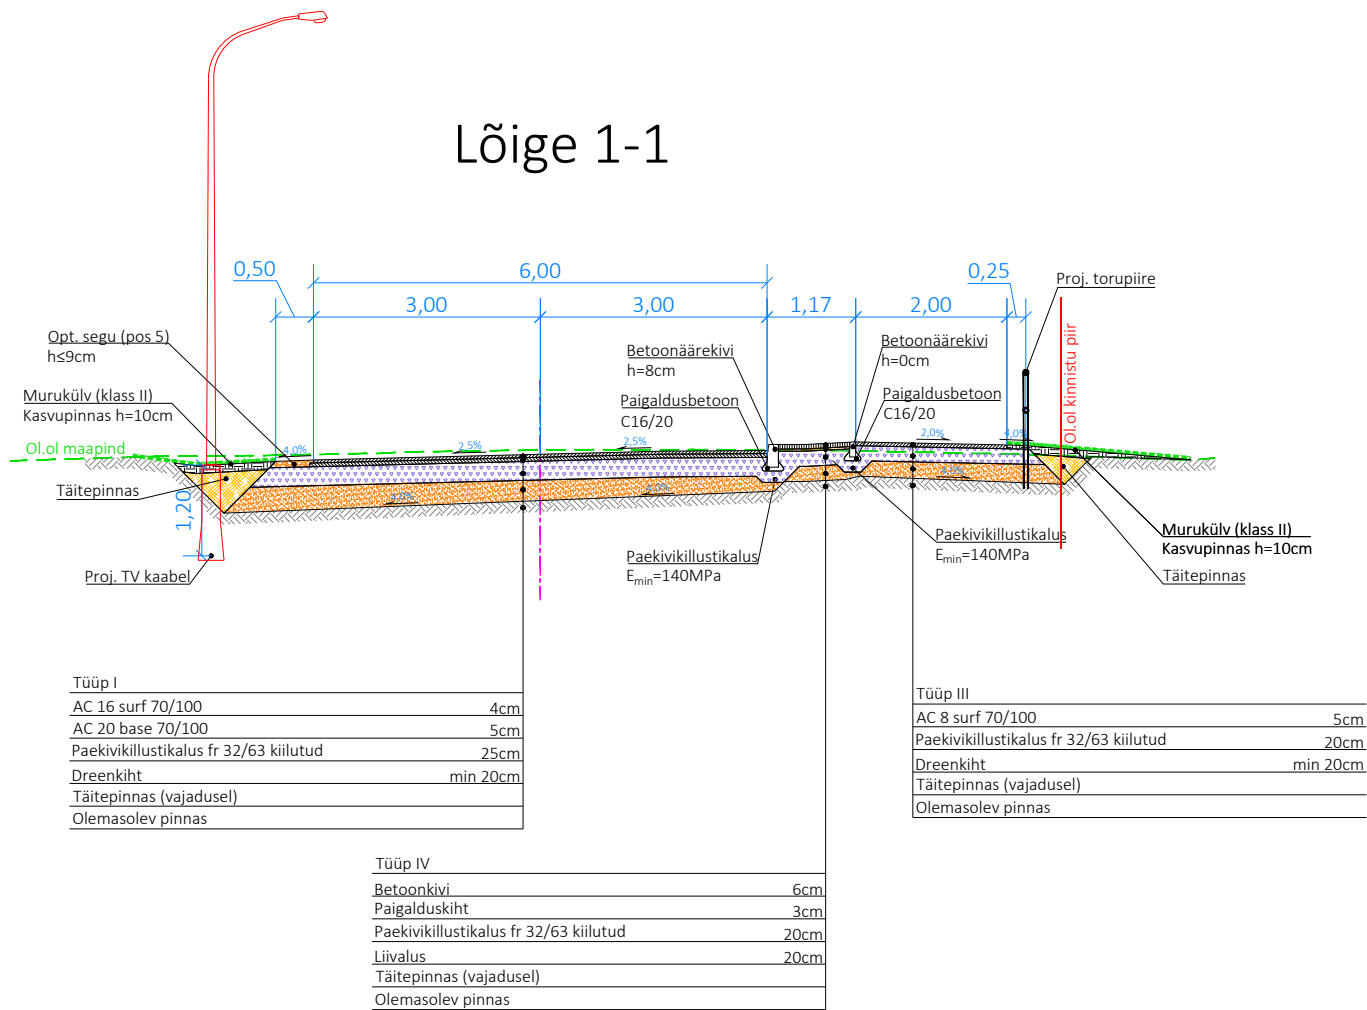 Lõige 1-1
0,50
6,00
0,25
3,00
3,00
1,17
2,00
Proj. torupiire
Opt. segu (pos 5)
h≤9cm
Murukülv (klass II)
Kasvupinnas h=10cm
Ol.ol maapind
Täitepinnas
1,20
Proj. TV kaabel
Betoonäärekivi
h=8cm
Paigaldusbetoon
C16/20
Betoonäärekivi
h=0cm
Paigaldusbetoon
C16/20
Ol.ol kinnistu piir
4,0%
2,5%
2,5%
2,0%
4,0%
4,0%
4,0%
4,0%
Paekivikillustikalus
Emin=140MPa
Paekivikillustikalus
Emin=140MPa
Murukülv (klass II)
Kasvupinnas h=10cm
Täitepinnas
Tüüp I
AC 16 surf 70/100 4cm
AC 20 base 70/100 5cm
Paekivikillustikalus fr 32/63 kiilutud 25cm
Dreenkiht min 20cm
Täitepinnas (vajadusel)
Olemasolev pinnas
Tüüp III
AC 8 surf 70/100 5cm
Paekivikillustikalus fr 32/63 kiilutud 20cm
Dreenkiht min 20cm
Täitepinnas (vajadusel)
Olemasolev pinnas
Tüüp IV
Betoonkivi 6cm
Paigalduskiht 3cm
Paekivikillustikalus fr 32/63 kiilutud 20cm
Liivalus 20cm
Täitepinnas (vajadusel)
Olemasolev pinnas